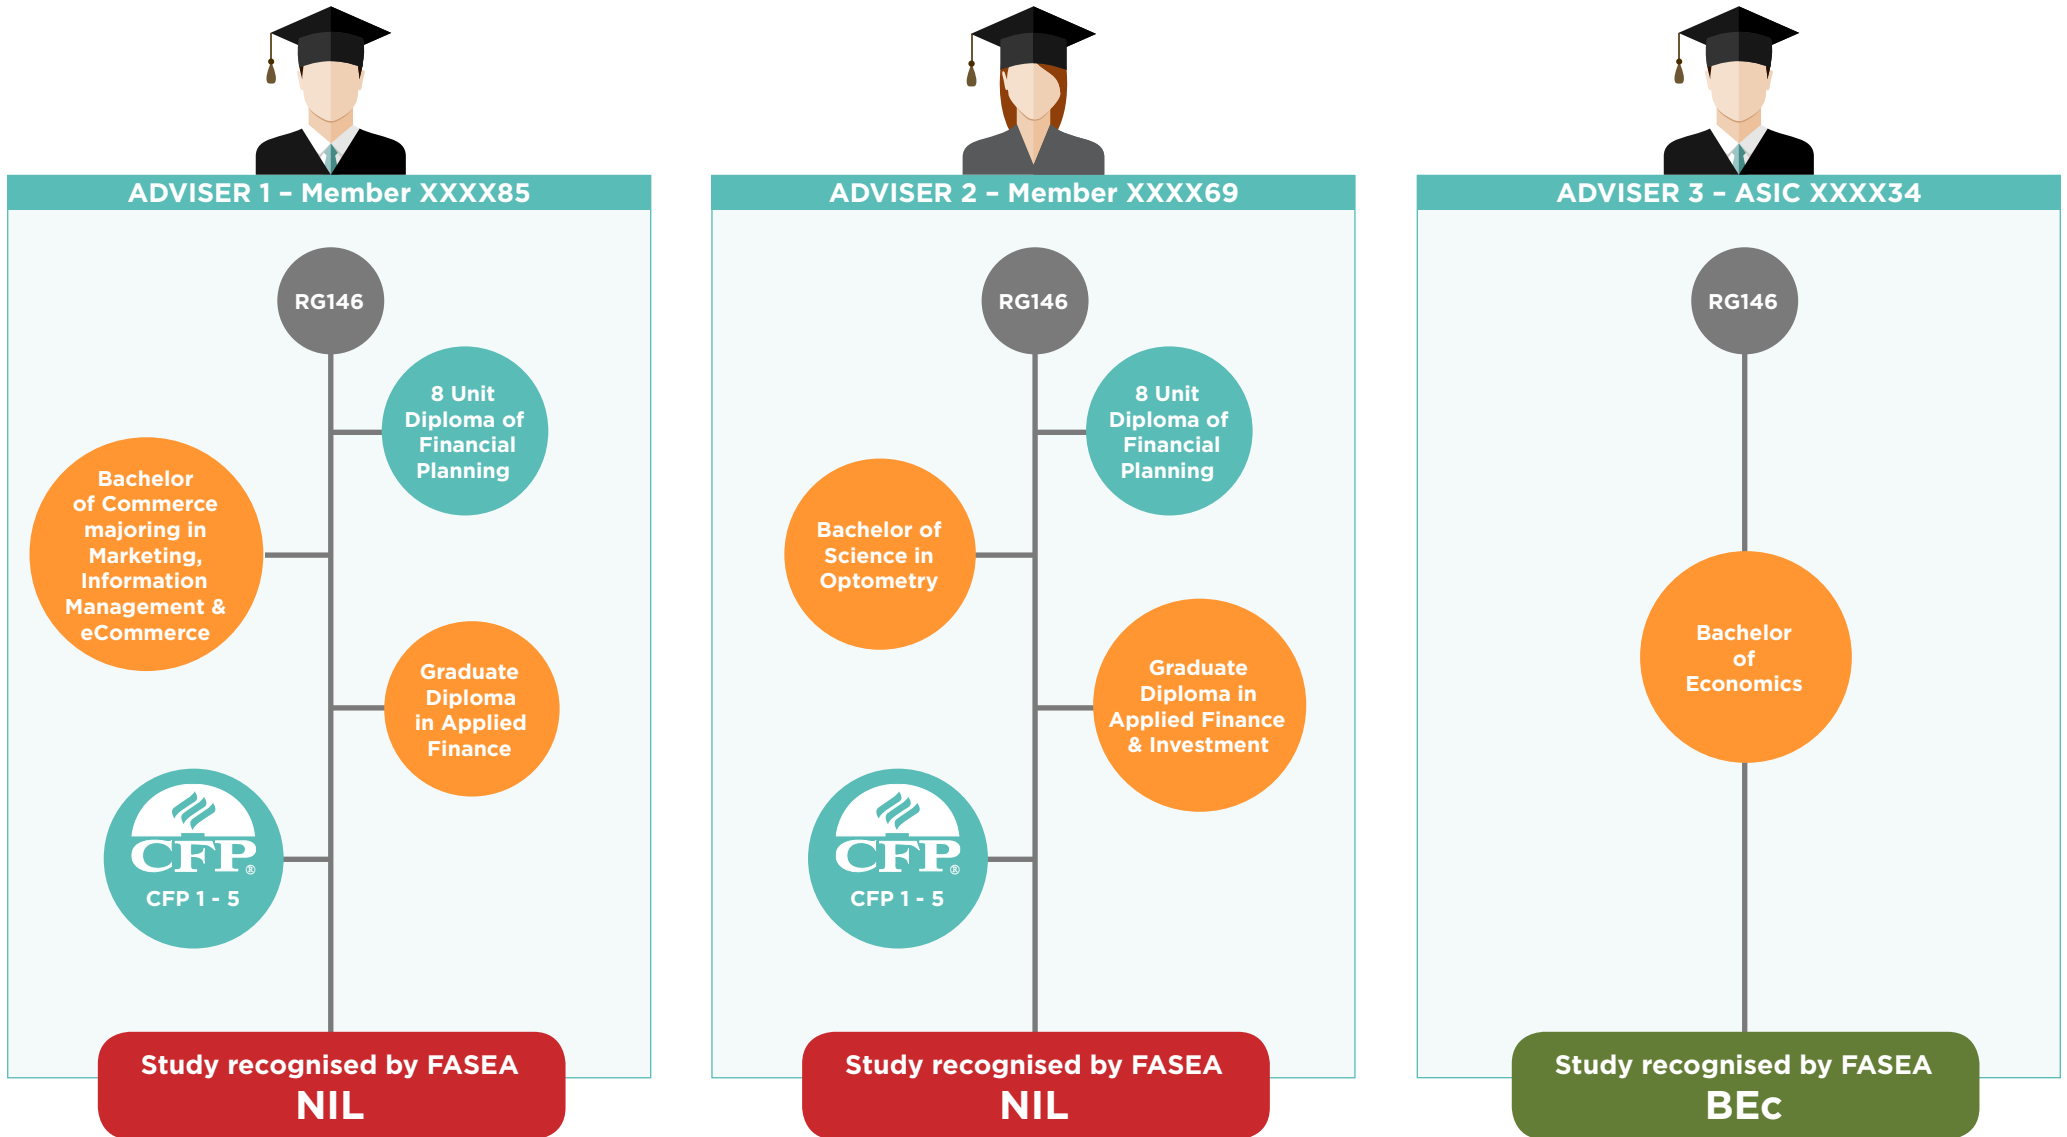 ADVISER 1 – Member XXXX85
RG146
8 Unit
Diploma of
Financial
Planning
Bachelor
of Commerce
majoring in
Marketing,
Information
Management &
eCommerce
Graduate
Diploma
in Applied
Finance
CFP®
CFP 1 - 5
Study recognised by FASEA
NIL
ADVISER 2 – Member XXXX69
RG146
8 Unit
Diploma of
Financial
Planning
Bachelor of
Science in
Optometry
Graduate
Diploma in
Applied Finance
& Investment
CFP®
CFP 1 - 5
Study recognised by FASEA
NIL
ADVISER 3 – ASIC XXXX34
RG146
Bachelor
of
Economics
Study recognised by FASEA
BEc